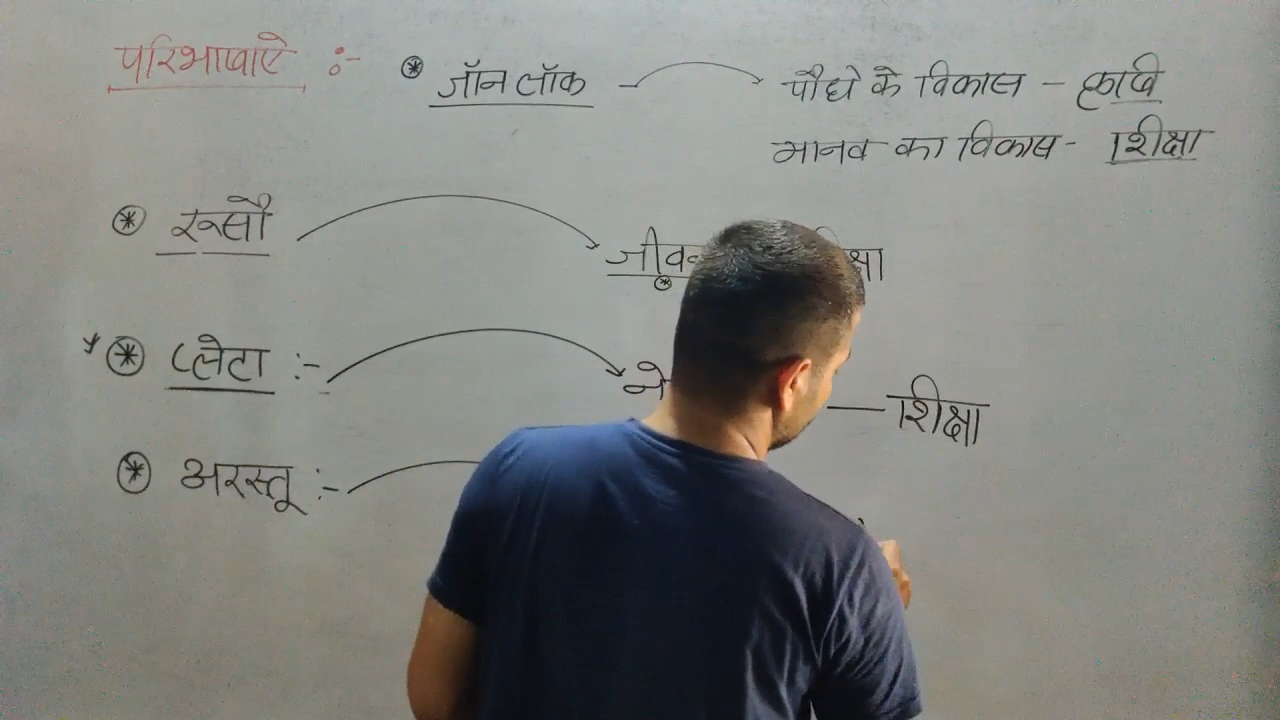 परिभाषाऐ :- * जॉन लॉक → पौधे के विकास - कृषि
मानव का विकास - शिक्षा
* रूसौ → शिक्षा
* * प्लेटा :- → — शिक्षा
* अरस्तू :-